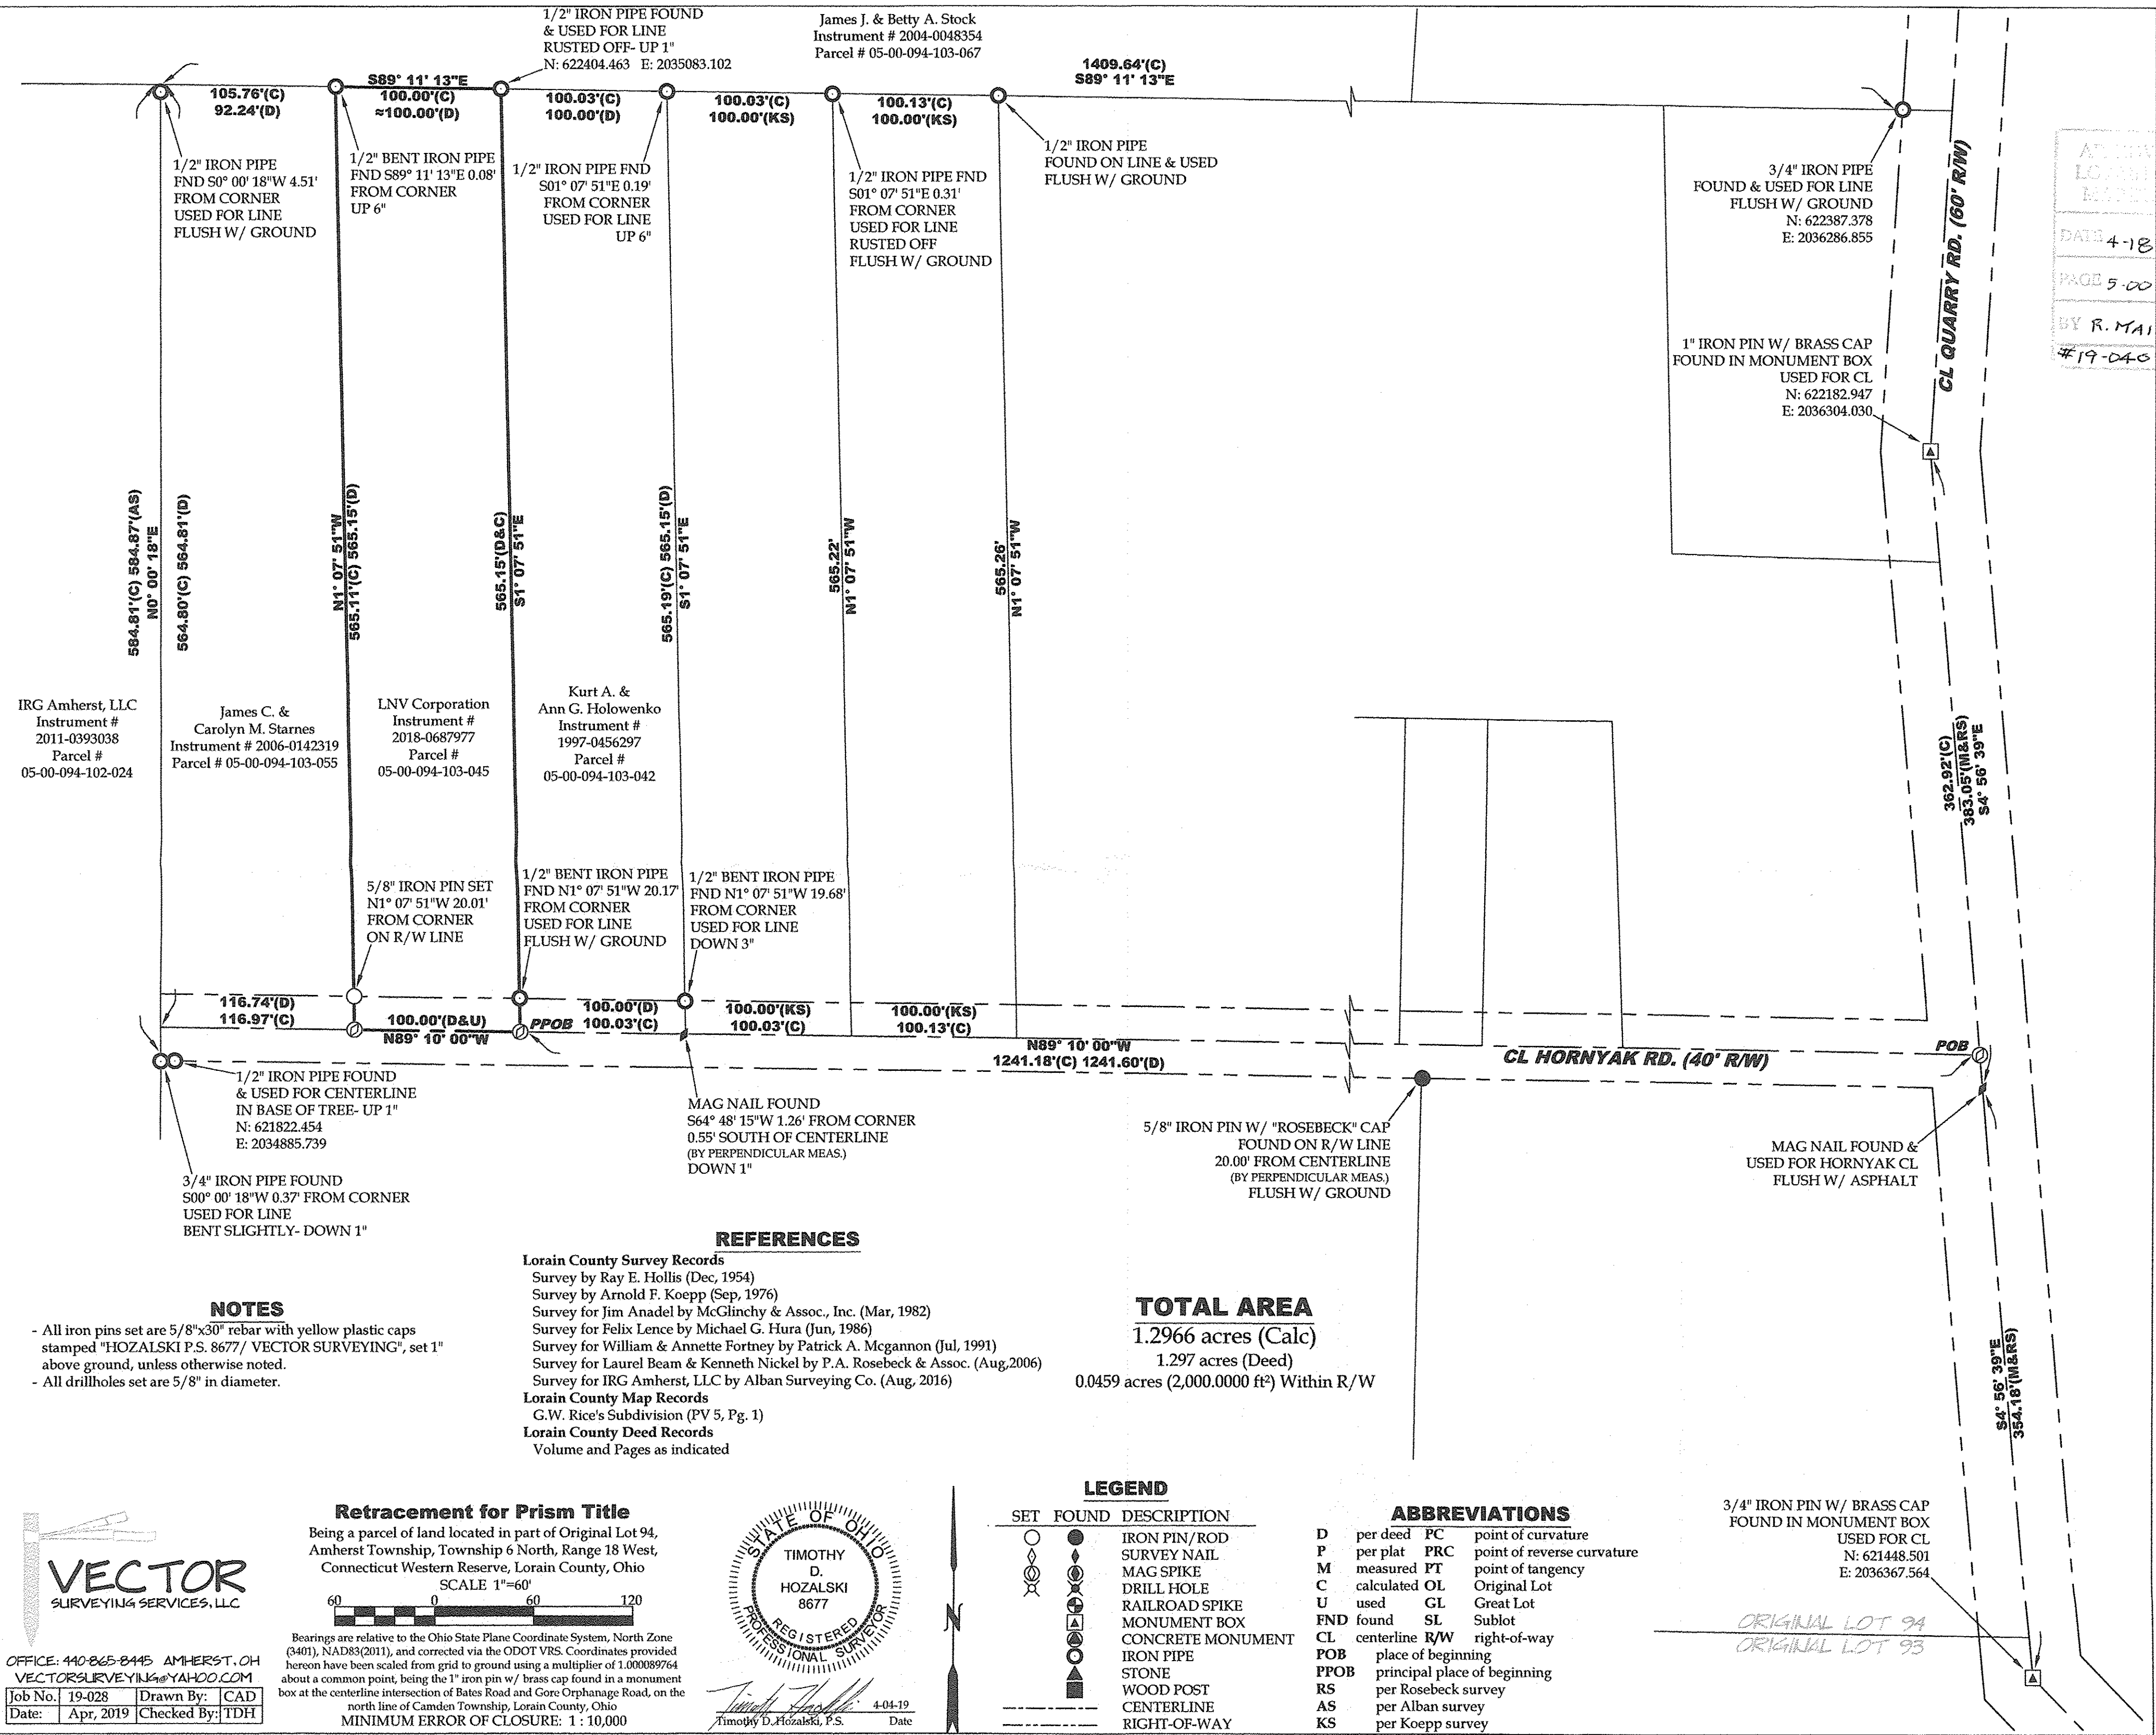 1/2" IRON PIPE FOUND
& USED FOR LINE
RUSTED OFF- UP 1"
N: 622404.463 E: 2035083.102
James J. & Betty A. Stock
Instrument # 2004-0048354
Parcel # 05-00-094-103-067
105.76'(C)
92.24'(D)
S89° 11' 13"E
100.00'(C)
≈100.00'(D)
100.03'(C)
100.00'(D)
100.03'(C)
100.00'(KS)
100.13'(C)
100.00'(KS)
1409.64'(C)
S89° 11' 13"E
1/2" IRON PIPE
FND S0° 00' 18"W 4.51'
FROM CORNER
USED FOR LINE
FLUSH W/ GROUND
1/2" BENT IRON PIPE
FND S89° 11' 13"E 0.08'
FROM CORNER
UP 6"
1/2" IRON PIPE FND
S01° 07' 51"E 0.19'
FROM CORNER
USED FOR LINE
UP 6"
1/2" IRON PIPE FND
S01° 07' 51"E 0.31'
FROM CORNER
USED FOR LINE
RUSTED OFF
FLUSH W/ GROUND
1/2" IRON PIPE
FOUND ON LINE & USED
FLUSH W/ GROUND
3/4" IRON PIPE
FOUND & USED FOR LINE
FLUSH W/ GROUND
N: 622387.378
E: 2036286.855
CL QUARRY RD. (60' R/W)
DATE 4-18
PAGE 5-00
BY R. MAI
#19-040
1" IRON PIN W/ BRASS CAP
FOUND IN MONUMENT BOX
USED FOR CL
N: 622182.947
E: 2036304.030
584.81'(C) 584.87'(AS)
N0° 00' 18"E
564.80'(C) 564.81'(D)
N1° 07' 51"W
565.11'(C) 565.15'(D)
565.15'(D&C)
S1° 07' 51"E
565.19'(C) 565.15'(D)
S1° 07' 51"E
565.22'
N1° 07' 51"W
565.26'
N1° 07' 51"W
IRG Amherst, LLC
Instrument #
2011-0393038
Parcel #
05-00-094-102-024
James C. &
Carolyn M. Starnes
Instrument # 2006-0142319
Parcel # 05-00-094-103-055
LNV Corporation
Instrument #
2018-0687977
Parcel #
05-00-094-103-045
Kurt A. &
Ann G. Holowenko
Instrument #
1997-0456297
Parcel #
05-00-094-103-042
362.92'(C)
383.05'(M&RS)
S4° 56' 39"E
5/8" IRON PIN SET
N1° 07' 51"W 20.01'
FROM CORNER
ON R/W LINE
1/2" BENT IRON PIPE
FND N1° 07' 51"W 20.17'
FROM CORNER
USED FOR LINE
FLUSH W/ GROUND
1/2" BENT IRON PIPE
FND N1° 07' 51"W 19.68'
FROM CORNER
USED FOR LINE
DOWN 3"
116.74'(D)
116.97'(C)
100.00'(D&U)
N89° 10' 00"W
PPOB
100.00'(D)
100.03'(C)
100.00'(KS)
100.03'(C)
100.00'(KS)
100.13'(C)
N89° 10' 00"W
1241.18'(C) 1241.60'(D)
CL HORNYAK RD. (40' R/W)
POB
1/2" IRON PIPE FOUND
& USED FOR CENTERLINE
IN BASE OF TREE- UP 1"
N: 621822.454
E: 2034885.739
3/4" IRON PIPE FOUND
S00° 00' 18"W 0.37' FROM CORNER
USED FOR LINE
BENT SLIGHTLY- DOWN 1"
MAG NAIL FOUND
S64° 48' 15"W 1.26' FROM CORNER
0.55' SOUTH OF CENTERLINE
(BY PERPENDICULAR MEAS.)
DOWN 1"
5/8" IRON PIN W/ "ROSEBECK" CAP
FOUND ON R/W LINE
20.00' FROM CENTERLINE
(BY PERPENDICULAR MEAS.)
FLUSH W/ GROUND
MAG NAIL FOUND &
USED FOR HORNYAK CL
FLUSH W/ ASPHALT
NOTES
- All iron pins set are 5/8"x30" rebar with yellow plastic caps
stamped "HOZALSKI P.S. 8677/ VECTOR SURVEYING", set 1"
above ground, unless otherwise noted.
- All drillholes set are 5/8" in diameter.
REFERENCES
Lorain County Survey Records
Survey by Ray E. Hollis (Dec, 1954)
Survey by Arnold F. Koepp (Sep, 1976)
Survey for Jim Anadel by McGlinchy & Assoc., Inc. (Mar, 1982)
Survey for Felix Lence by Michael G. Hura (Jun, 1986)
Survey for William & Annette Fortney by Patrick A. Mcgannon (Jul, 1991)
Survey for Laurel Beam & Kenneth Nickel by P.A. Rosebeck & Assoc. (Aug,2006)
Survey for IRG Amherst, LLC by Alban Surveying Co. (Aug, 2016)
Lorain County Map Records
G.W. Rice's Subdivision (PV 5, Pg. 1)
Lorain County Deed Records
Volume and Pages as indicated
TOTAL AREA
1.2966 acres (Calc)
1.297 acres (Deed)
0.0459 acres (2,000.0000 ft²) Within R/W
S4° 56' 39"E
354.18'(M&RS)
VECTOR
SURVEYING SERVICES, LLC
OFFICE: 440-865-8445 AMHERST, OH
VECTORSURVEYING@YAHOO.COM
Job No. 19-028 Drawn By: CAD
Date: Apr, 2019 Checked By: TDH
Retracement for Prism Title
Being a parcel of land located in part of Original Lot 94,
Amherst Township, Township 6 North, Range 18 West,
Connecticut Western Reserve, Lorain County, Ohio
SCALE 1"=60'
60 0 60 120
Bearings are relative to the Ohio State Plane Coordinate System, North Zone
(3401), NAD83(2011), and corrected via the ODOT VRS. Coordinates provided
hereon have been scaled from grid to ground using a multiplier of 1.000089764
about a common point, being the 1" iron pin w/ brass cap found in a monument
box at the centerline intersection of Bates Road and Gore Orphanage Road, on the
north line of Camden Township, Lorain County, Ohio
MINIMUM ERROR OF CLOSURE: 1 : 10,000
STATE OF OHIO
TIMOTHY
D.
HOZALSKI
8677
REGISTERED
PROFESSIONAL SURVEYOR
4-04-19
Timothy D. Hozalski, P.S. Date
N
LEGEND
SET FOUND DESCRIPTION
IRON PIN/ROD
SURVEY NAIL
MAG SPIKE
DRILL HOLE
RAILROAD SPIKE
MONUMENT BOX
CONCRETE MONUMENT
IRON PIPE
STONE
WOOD POST
CENTERLINE
RIGHT-OF-WAY
ABBREVIATIONS
D per deed PC point of curvature
P per plat PRC point of reverse curvature
M measured PT point of tangency
C calculated OL Original Lot
U used GL Great Lot
FND found SL Sublot
CL centerline R/W right-of-way
POB place of beginning
PPOB principal place of beginning
RS per Rosebeck survey
AS per Alban survey
KS per Koepp survey
3/4" IRON PIN W/ BRASS CAP
FOUND IN MONUMENT BOX
USED FOR CL
N: 621448.501
E: 2036367.564
ORIGINAL LOT 94
ORIGINAL LOT 93